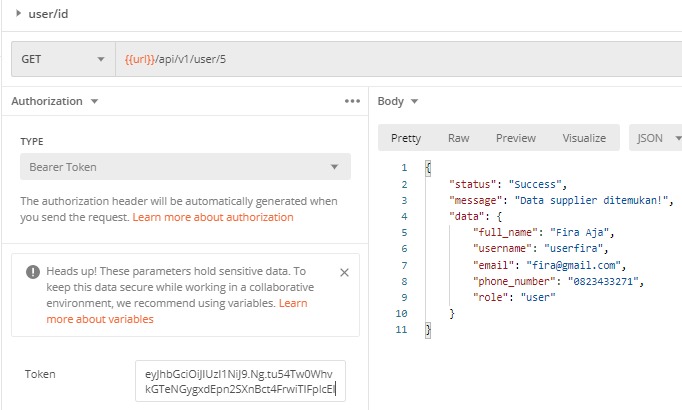 user/id
GET
{{url}}/api/v1/user/5
Authorization
•••
TYPE
Bearer Token
The authorization header will be automatically generated when
you send the request. Learn more about authorization
Heads up! These parameters hold sensitive data. To
keep this data secure while working in a collaborative
environment, we recommend using variables. Learn
more about variables
Token
eyJhbGciOiJIUzI1NiJ9.Ng.tu54Tw0Whv
kGTeNGygxdEpn2SXnBct4FrwiTlFplcEI
Body
Pretty Raw Preview Visualize JSON
1 {
2 "status": "Success",
3 "message": "Data supplier ditemukan!",
4 "data": {
5 "full_name": "Fira Aja",
6 "username": "userfira",
7 "email": "fira@gmail.com",
8 "phone_number": "0823433271",
9 "role": "user"
10 }
11 }